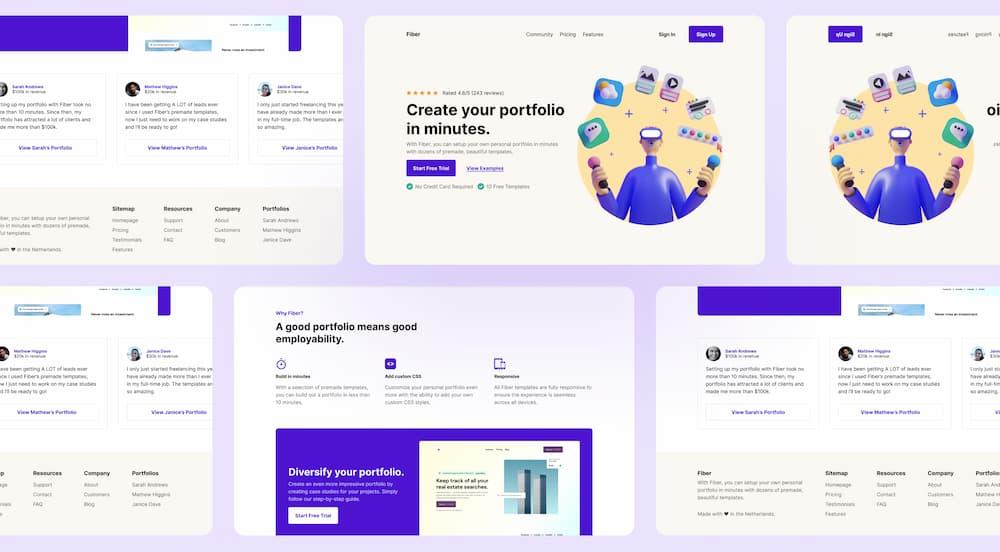 Never miss an investment.
Sarah Andrews
$100k in revenue
Setting up my portfolio with Fiber took no
more than 10 minutes. Since then, my
portfolio has attracted a lot of clients and
made me more than $100k.
View Sarah's Portfolio
Mathew Higgins
$20k in revenue
I have been getting A LOT of leads ever
since I used Fiber's premade templates,
now I just need to work on my case studies
and I'll be ready to go!
View Mathew's Portfolio
Janice Dave
$30k in revenue
I only just started freelancing this ye
have already made more than I ever
in my full-time job. The templates a
so amazing.
View Janice's Portfolio
Fiber, you can setup your own personal
portfolio in minutes with dozens of premade,
beautiful templates.
with ♥ in the Netherlands.
Sitemap
Homepage
Pricing
Testimonials
Features
Resources
Support
Contact
FAQ
Company
About
Customers
Blog
Portfolios
Sarah Andrews
Mathew Higgins
Janice Dave
Fiber
Community Pricing Features
Sign In
Sign Up
★★★★★ Rated 4.8/5 (243 reviews)
Create your portfolio
in minutes.
With Fiber, you can setup your own personal portfolio in minutes
with dozens of premade, beautiful templates.
Start Free Trial
View Examples
No Credit Card Required
10 Free Templates
Sign Up
Sign In
Pricing
Features
Never miss an investment.
Mathew Higgins
$20k in revenue
have been getting A LOT of leads ever
since I used Fiber's premade templates,
now I just need to work on my case studies
and I'll be ready to go!
View Mathew's Portfolio
Janice Dave
$30k in revenue
I only just started freelancing this ye
have already made more than I ever
in my full-time job. The templates a
so amazing.
View Janice's Portfolio
Resources
Support
Contact
FAQ
Company
About
Customers
Blog
Portfolios
Sarah Andrews
Mathew Higgins
Janice Dave
Why Fiber?
A good portfolio means good
employability.
Build in minutes
With a selection of premade templates,
you can build out a portfolio in less than
10 minutes.
Add custom CSS
Customize your personal portfolio even
more with the ability to add your own
custom CSS styles.
Responsive
All Fiber templates are fully responsive to
ensure the experience is seamless
across all devices.
Diversify your portfolio.
Create an even more impressive portfolio by
creating case studies for your projects. Simply
follow our step-by-step guide.
Start Free Trial
Keep track of all your
real estate searches.
Never miss an investment.
Sarah Andrews
$100k in revenue
Setting up my portfolio with Fiber took no
more than 10 minutes. Since then, my
portfolio has attracted a lot of clients and
made me more than $100k.
View Sarah's Portfolio
Mathew Higgins
$20k in revenue
I have been getting A LOT of leads ever
since I used Fiber's premade templates,
now I just need to work on my case studies
and I'll be ready to go!
View Mathew's Portfolio
Fiber
With Fiber, you can setup your own personal
portfolio in minutes with dozens of premade,
beautiful templates.
Made with ♥ in the Netherlands.
Sitemap
Homepage
Pricing
Testimonials
Features
Resources
Support
Contact
FAQ
Company
About
Customers
Blog